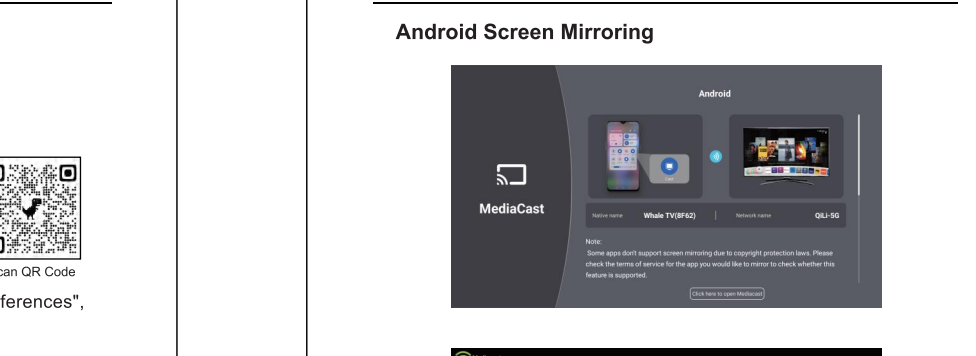 can QR Code
ferences",
Android Screen Mirroring
Android
Cast
MediaCast
Native name Whale TV(8F62) | Network name QiLi-5G
Note:
Some apps don't support screen mirroring due to copyright protection laws. Please
check the terms of service for the app you would like to mirror to check whether this
feature is supported.
Click here to open Mediacast